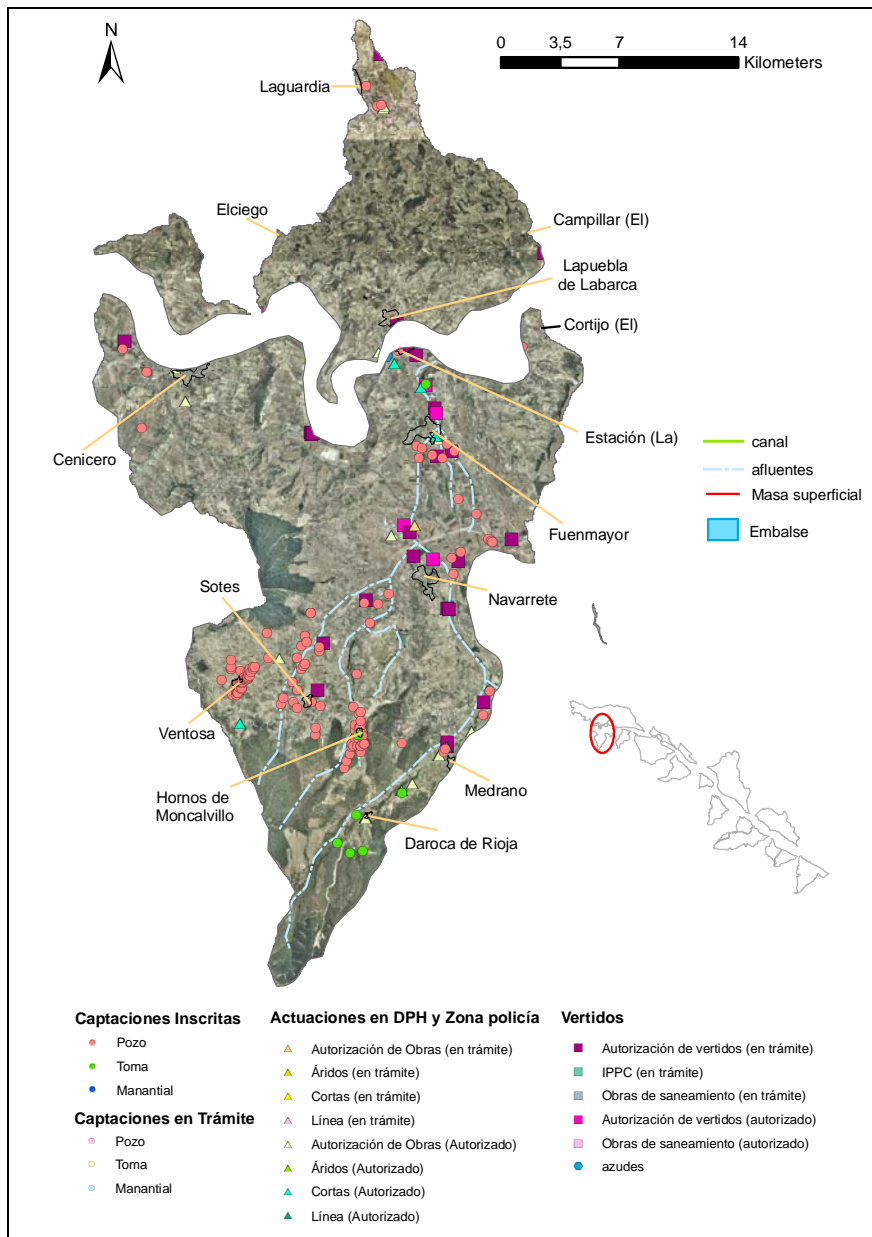 N
0 3,5 7 14
Kilometers
Laguardia
Elciego
Campillar (El)
Lapuebla
de Labarca
Cortijo (El)
Cenicero
Estación (La)
canal
afluentes
Masa superficial
Embalse
Fuenmayor
Sotes
Navarrete
Ventosa
Hornos de
Moncalvillo
Medrano
Daroca de Rioja
Captaciones Inscritas
Pozo
Toma
Manantial
Captaciones en Trámite
Pozo
Toma
Manantial
Actuaciones en DPH y Zona policía
Autorización de Obras (en trámite)
Áridos (en trámite)
Cortas (en trámite)
Línea (en trámite)
Autorización de Obras (Autorizado)
Áridos (Autorizado)
Cortas (Autorizado)
Línea (Autorizado)
Vertidos
Autorización de vertidos (en trámite)
IPPC (en trámite)
Obras de saneamiento (en trámite)
Autorización de vertidos (autorizado)
Obras de saneamiento (autorizado)
azudes